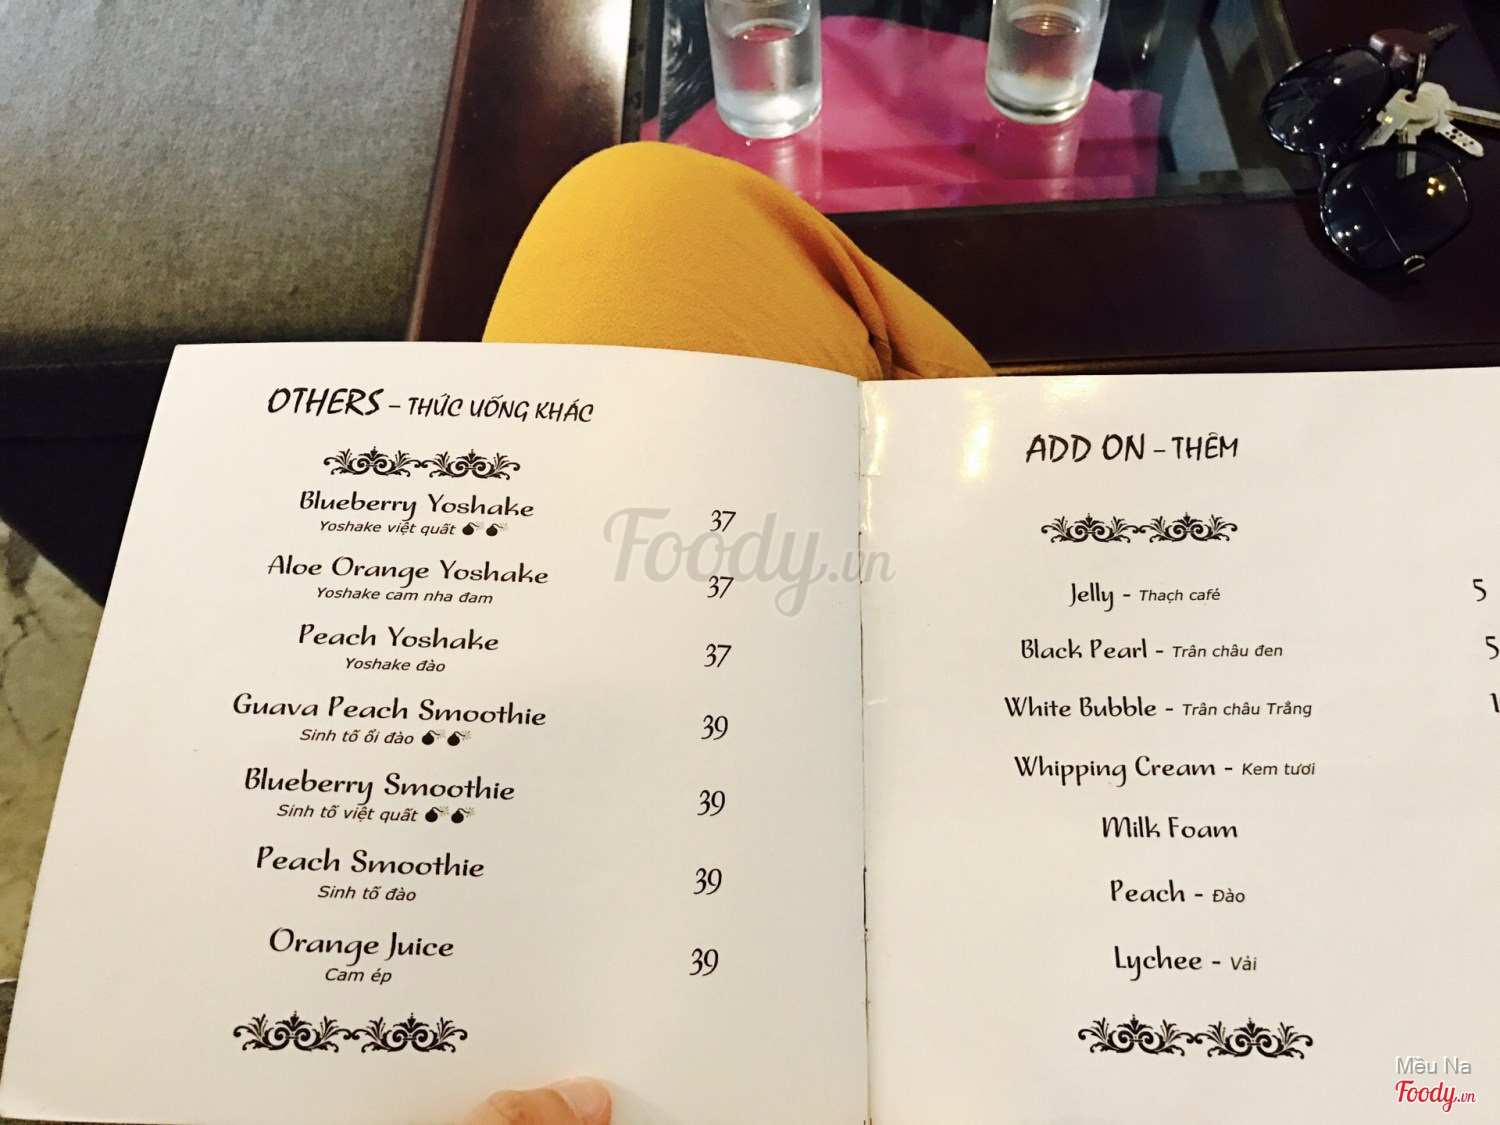 OTHERS – THỨC UỐNG KHÁC
Blueberry Yoshake 37
Yoshake việt quất
Aloe Orange Yoshake 37
Yoshake cam nha đam
Peach Yoshake 37
Yoshake đào
Guava Peach Smoothie 39
Sinh tố ổi đào
Blueberry Smoothie 39
Sinh tố việt quất
Peach Smoothie 39
Sinh tố đào
Orange Juice 39
Cam ép
ADD ON – THÊM
Jelly - Thạch café 5
Black Pearl - Trân châu đen 5
White Bubble - Trân châu Trắng
Whipping Cream - Kem tươi
Milk Foam
Peach - Đào
Lychee - Vải
Foody.vn
Mều Na
Foody.vn